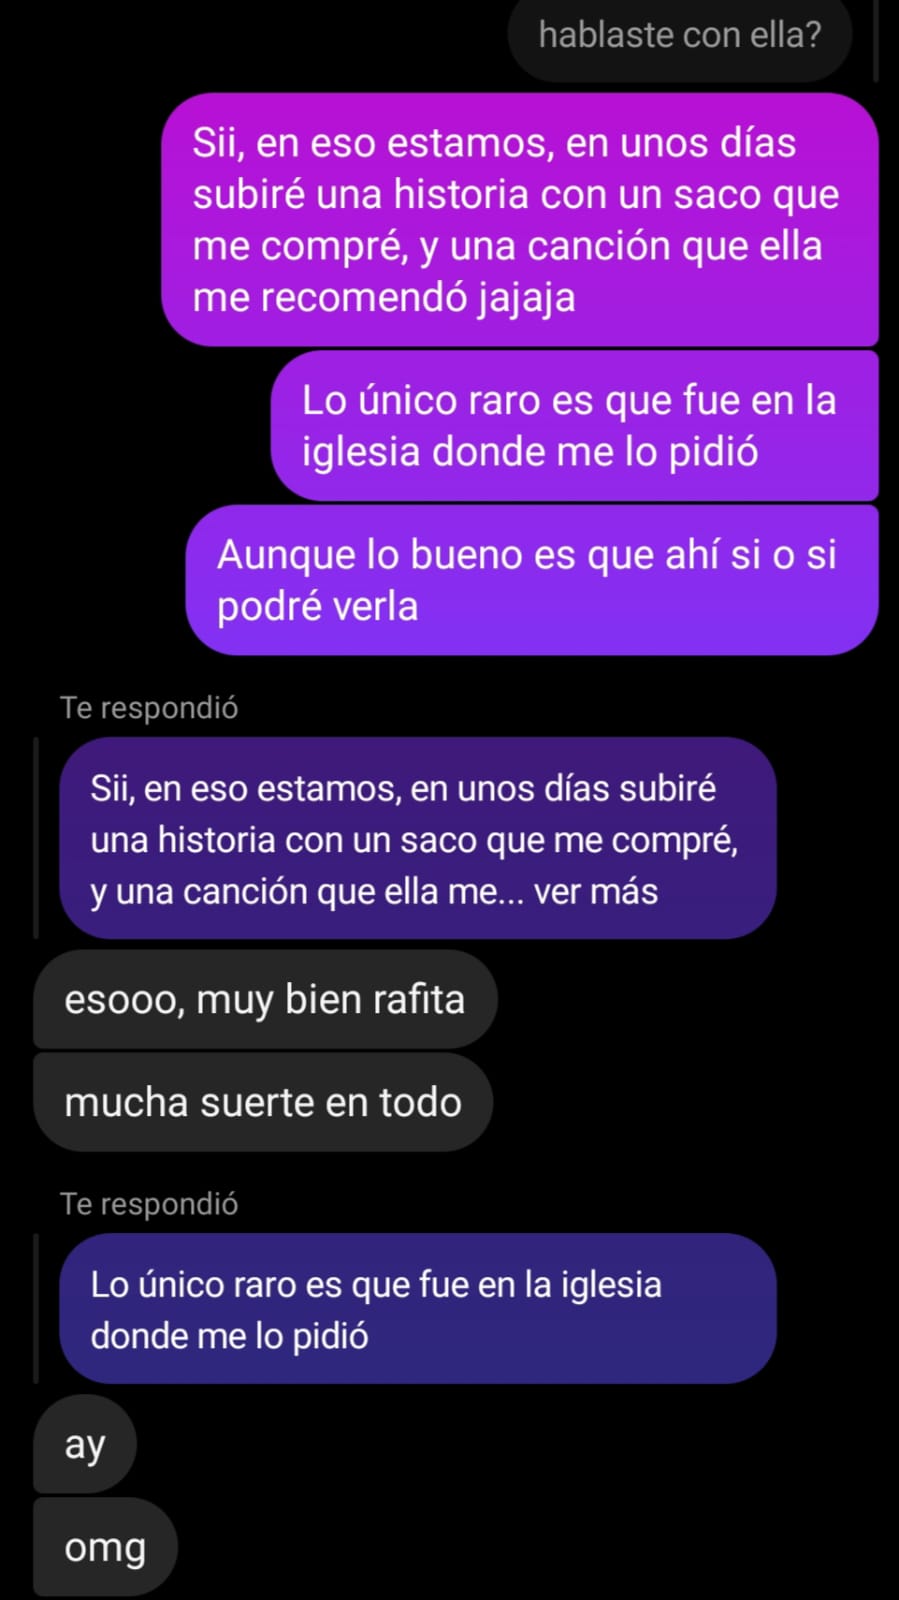 hablaste con ella?
Sii, en eso estamos, en unos días
subiré una historia con un saco que
me compré, y una canción que ella
me recomendó jajaja
Lo único raro es que fue en la
iglesia donde me lo pidió
Aunque lo bueno es que ahí si o si
podré verla
Te respondió
Sii, en eso estamos, en unos días subiré
una historia con un saco que me compré,
y una canción que ella me... ver más
esooo, muy bien rafita
mucha suerte en todo
Te respondió
Lo único raro es que fue en la iglesia
donde me lo pidió
ay
omg